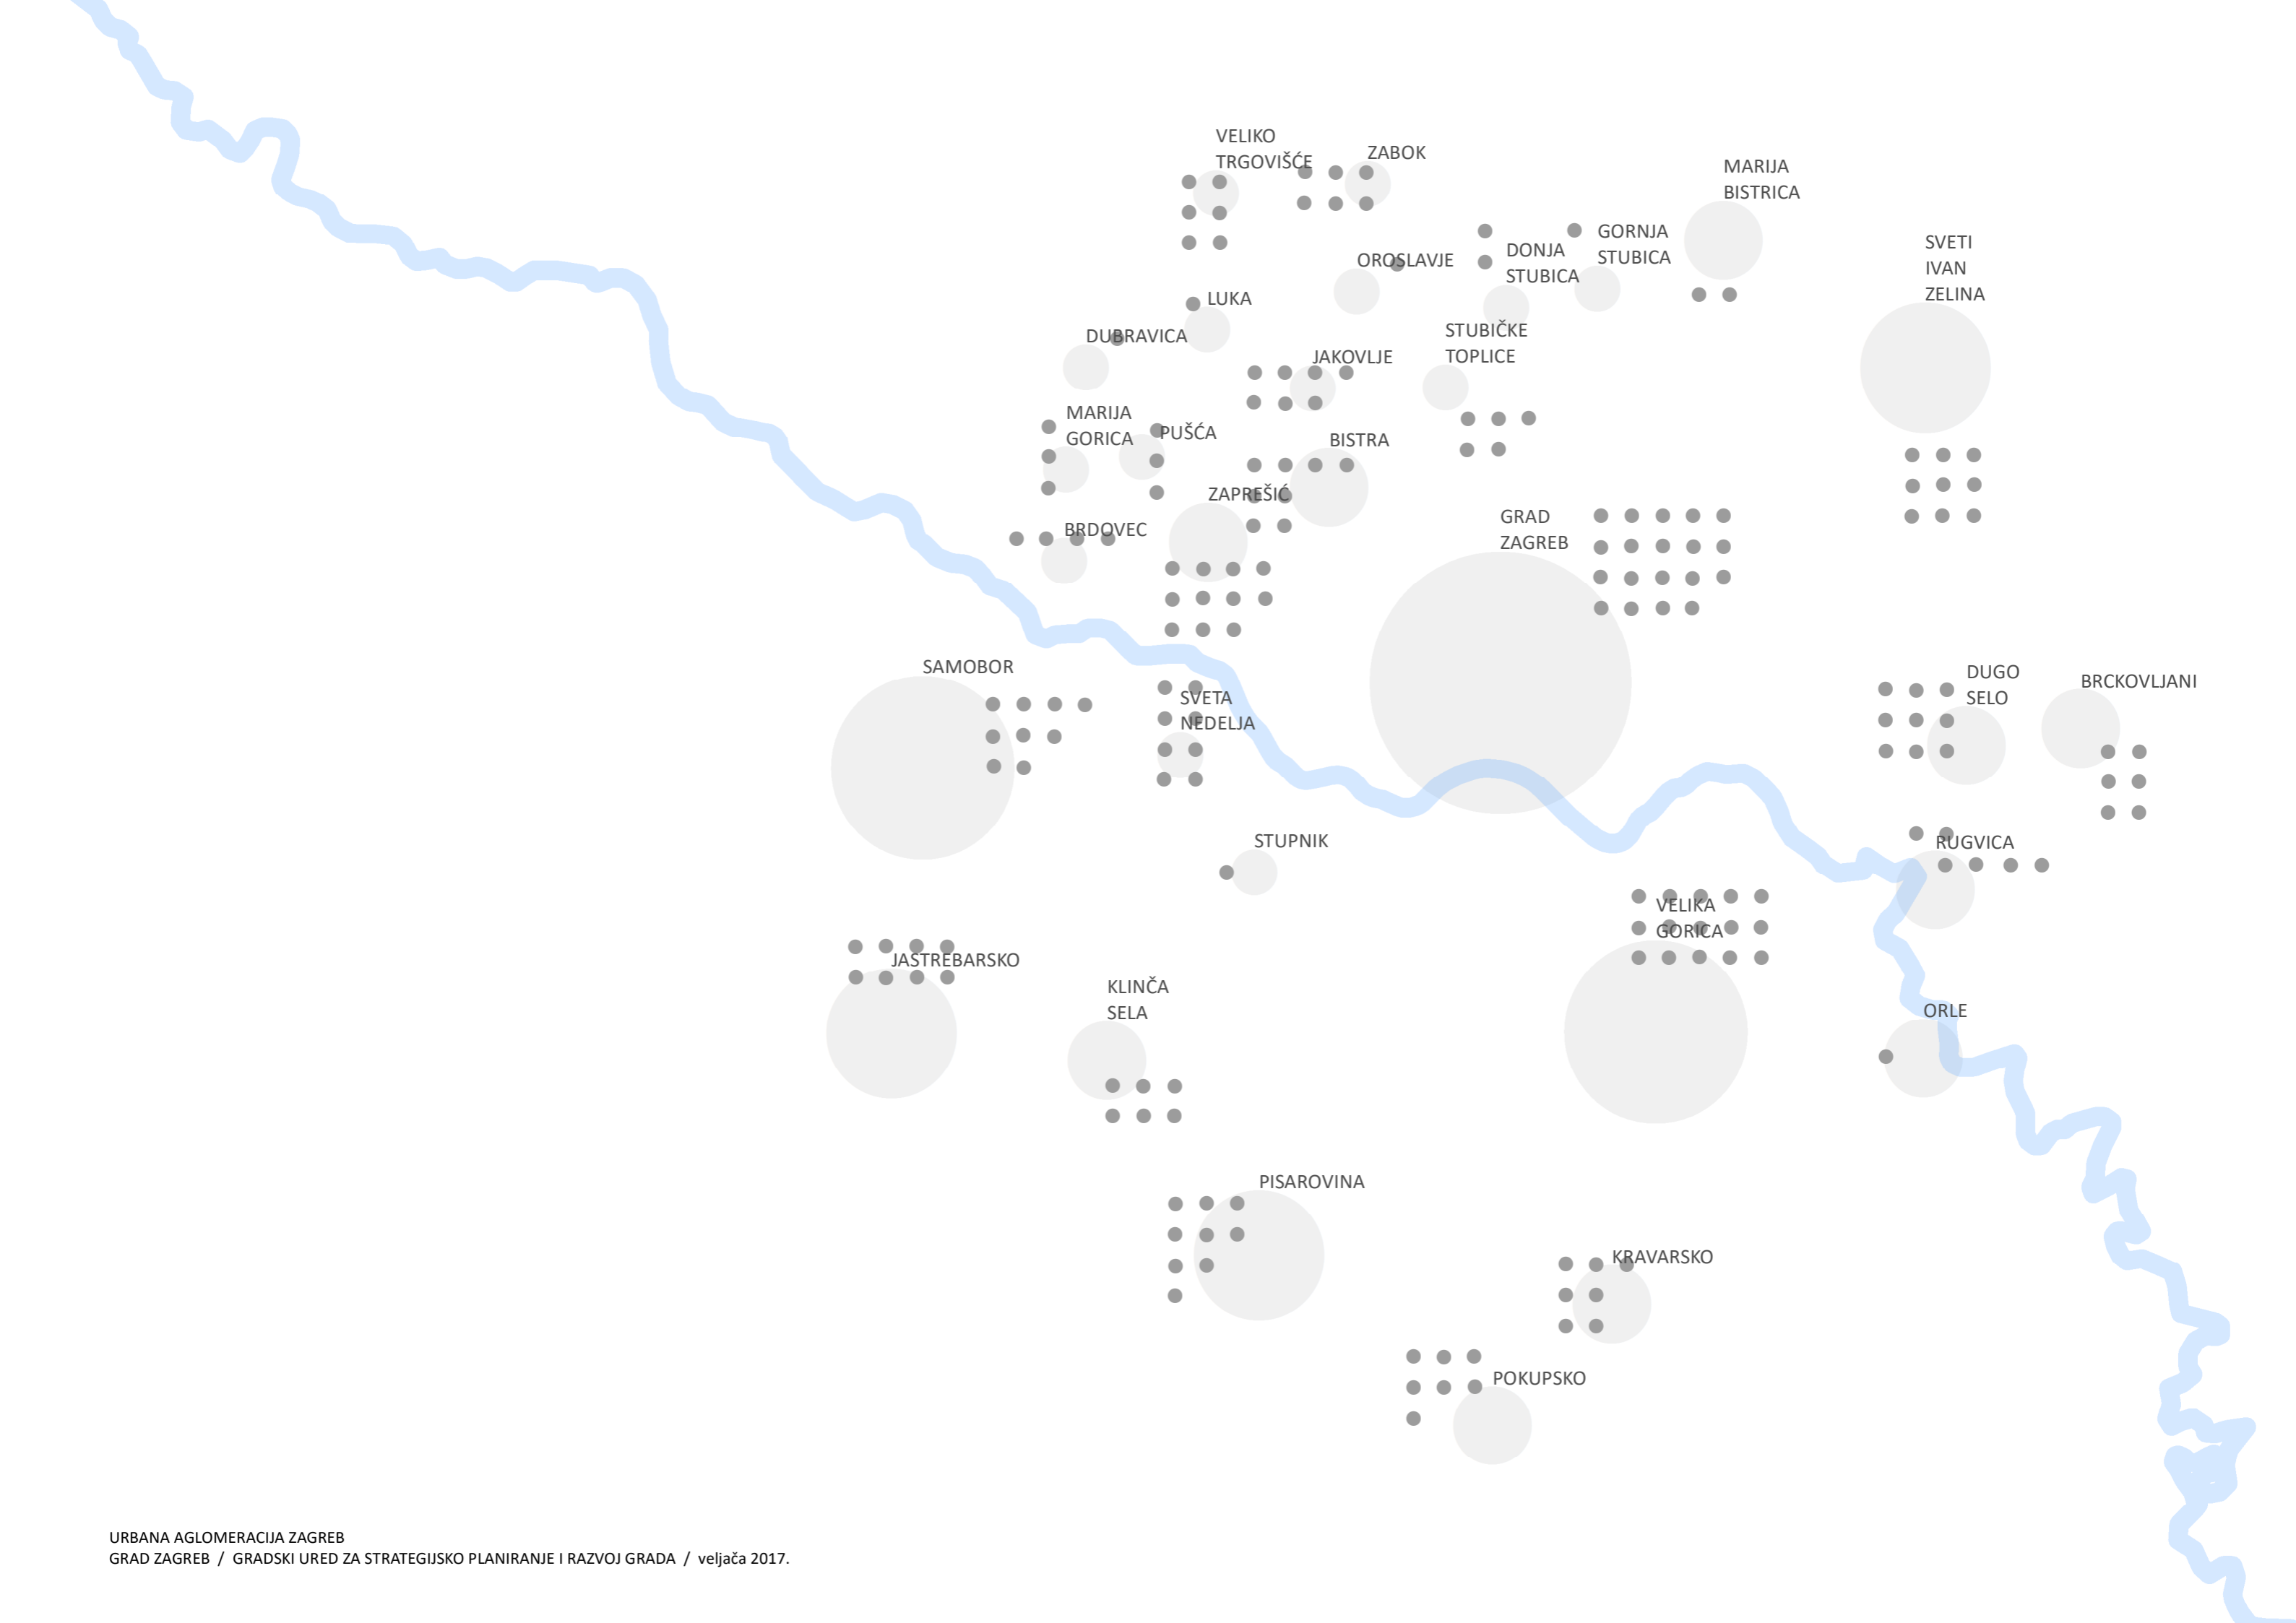 VELIKO
TRGOVIŠĆE
ZABOK
MARIJA
BISTRICA
GORNJA
STUBICA
SVETI
IVAN
ZELINA
DONJA
STUBICA
OROSLAVJE
LUKA
DUBRAVICA
STUBIČKE
TOPLICE
JAKOVLJE
MARIJA
GORICA
PUŠĆA
BISTRA
ZAPREŠIĆ
BRDOVEC
GRAD
ZAGREB
SAMOBOR
DUGO
SELO
BRCKOVLJANI
SVETA
NEDELJA
STUPNIK
RUGVICA
VELIKA
GORICA
JASTREBARSKO
KLINČA
SELA
ORLE
PISAROVINA
KRAVARSKO
POKUPSKO
URBANA AGLOMERACIJA ZAGREB
GRAD ZAGREB / GRADSKI URED ZA STRATEGIJSKO PLANIRANJE I RAZVOJ GRADA / veljača 2017.